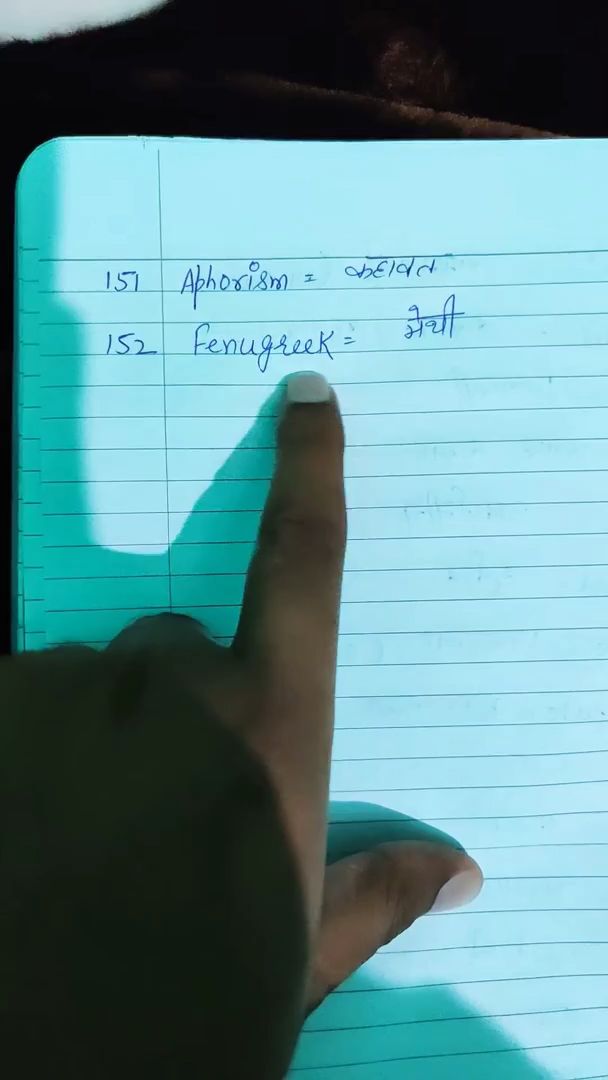 151 Aphorism = कहावत
152 Fenugreek = मेथी